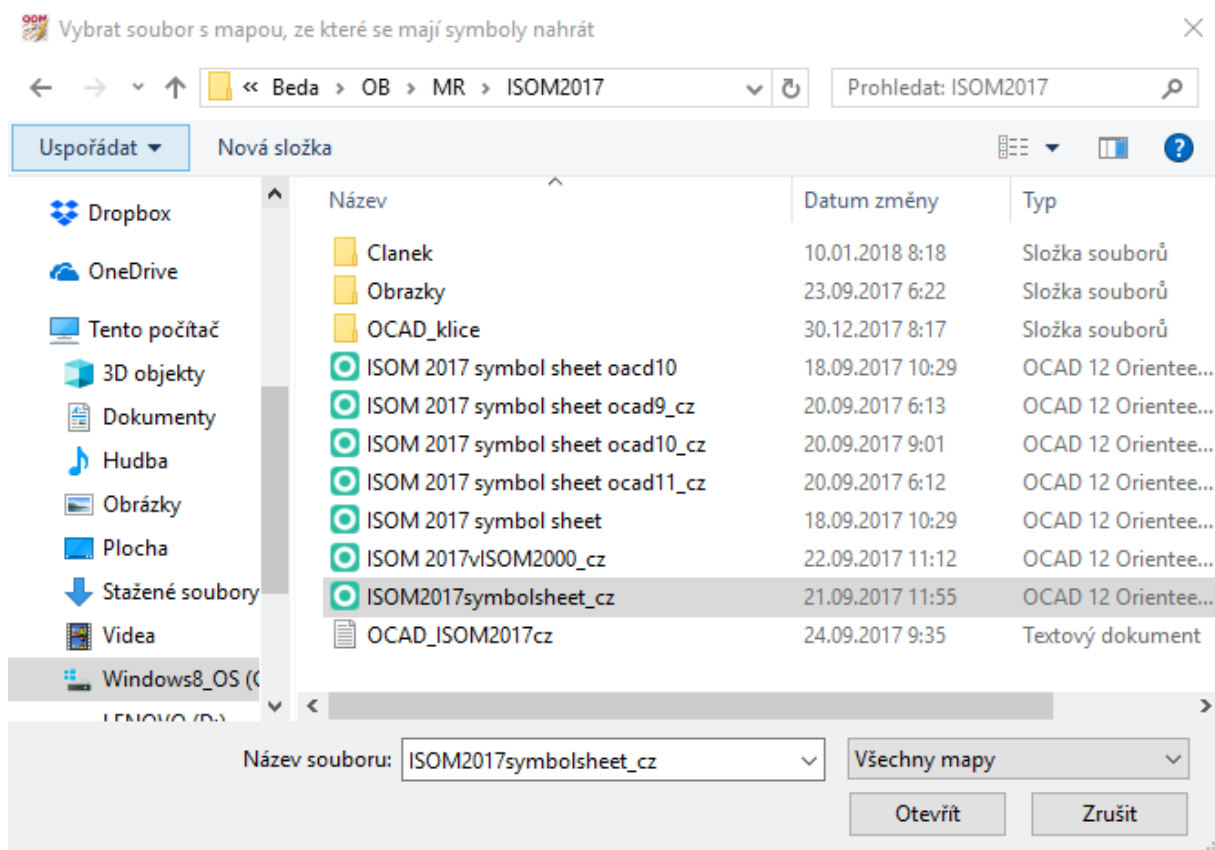 Vybrat soubor s mapou, ze které se mají symboly nahrát
« Beda › OB › MR › ISOM2017
Prohledat: ISOM2017
Uspořádat Nová složka
Dropbox
OneDrive
Tento počítač
3D objekty
Dokumenty
Hudba
Obrázky
Plocha
Stažené soubory
Videa
Windows8_OS (C
Název Datum změny Typ
Clanek 10.01.2018 8:18 Složka souborů
Obrazky 23.09.2017 6:22 Složka souborů
OCAD_klice 30.12.2017 8:17 Složka souborů
ISOM 2017 symbol sheet oacd10 18.09.2017 10:29 OCAD 12 Orientee...
ISOM 2017 symbol sheet ocad9_cz 20.09.2017 6:13 OCAD 12 Orientee...
ISOM 2017 symbol sheet ocad10_cz 20.09.2017 9:01 OCAD 12 Orientee...
ISOM 2017 symbol sheet ocad11_cz 20.09.2017 6:12 OCAD 12 Orientee...
ISOM 2017 symbol sheet 18.09.2017 10:29 OCAD 12 Orientee...
ISOM 2017vISOM2000_cz 22.09.2017 11:12 OCAD 12 Orientee...
ISOM2017symbolsheet_cz 21.09.2017 11:55 OCAD 12 Orientee...
OCAD_ISOM2017cz 24.09.2017 9:35 Textový dokument
Název souboru: ISOM2017symbolsheet_cz
Všechny mapy
Otevřít Zrušit